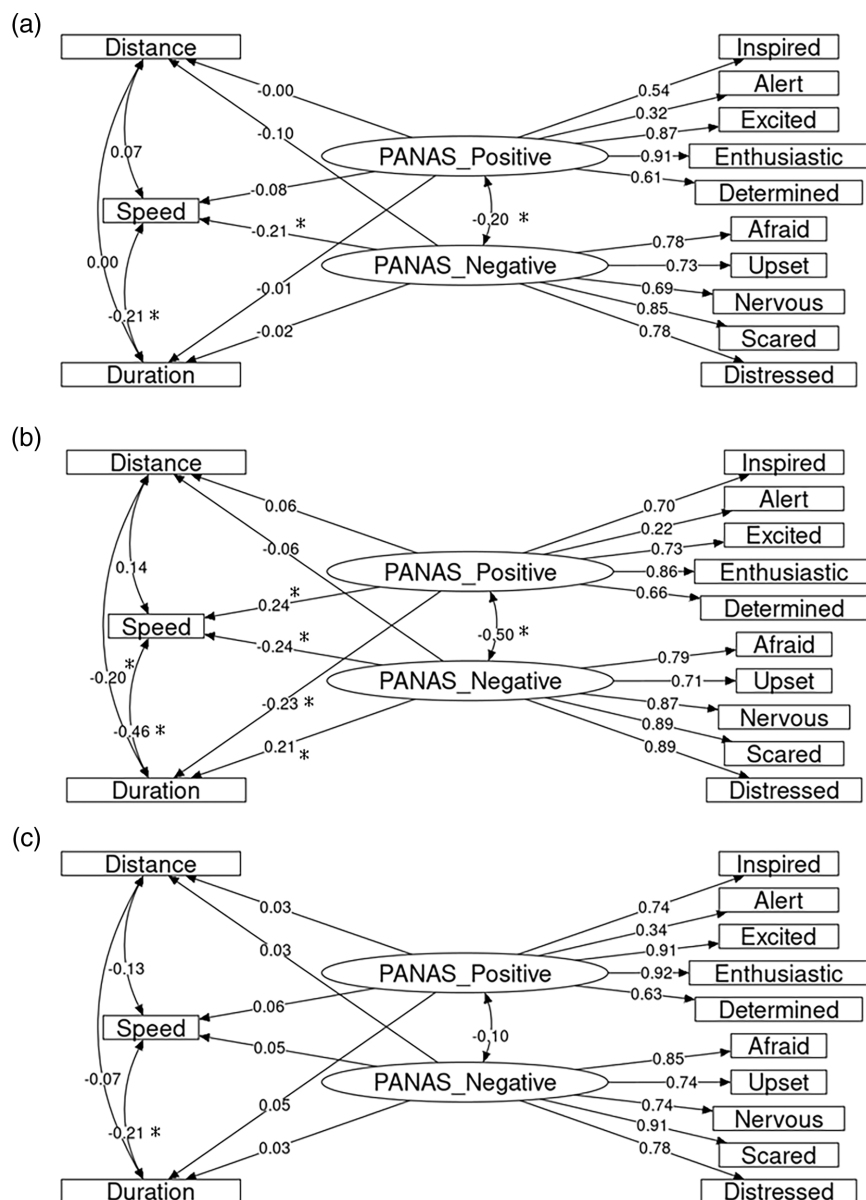 (a)
Distance
Inspired
-0.00
0.54
Alert
0.32
Excited
-0.10
0.87
0.07
PANAS_Positive
0.91
Enthusiastic
0.61
Determined
-0.08
Speed
-0.20 *
-0.21 *
Afraid
0.78
0.00
PANAS_Negative
0.73
Upset
-0.01
0.69
Nervous
0.85
-0.21 *
-0.02
0.78
Scared
Duration
Distressed
(b)
Distance
Inspired
0.06
0.70
Alert
0.22
Excited
-0.06
0.73
0.14
PANAS_Positive
0.86
Enthusiastic
0.66
Determined
0.24 *
Speed
-0.50 *
-0.24 *
Afraid
0.79
-0.20 *
PANAS_Negative
0.71
Upset
-0.23 *
0.87
Nervous
0.89
-0.46 *
0.21 *
0.89
Scared
Duration
Distressed
(c)
Distance
Inspired
0.03
0.74
Alert
0.34
Excited
0.03
0.91
-0.13
PANAS_Positive
0.92
Enthusiastic
0.63
Determined
0.06
Speed
-0.10
0.05
Afraid
0.85
-0.07
PANAS_Negative
0.74
Upset
0.05
0.74
Nervous
0.91
-0.21 *
0.03
0.78
Scared
Duration
Distressed